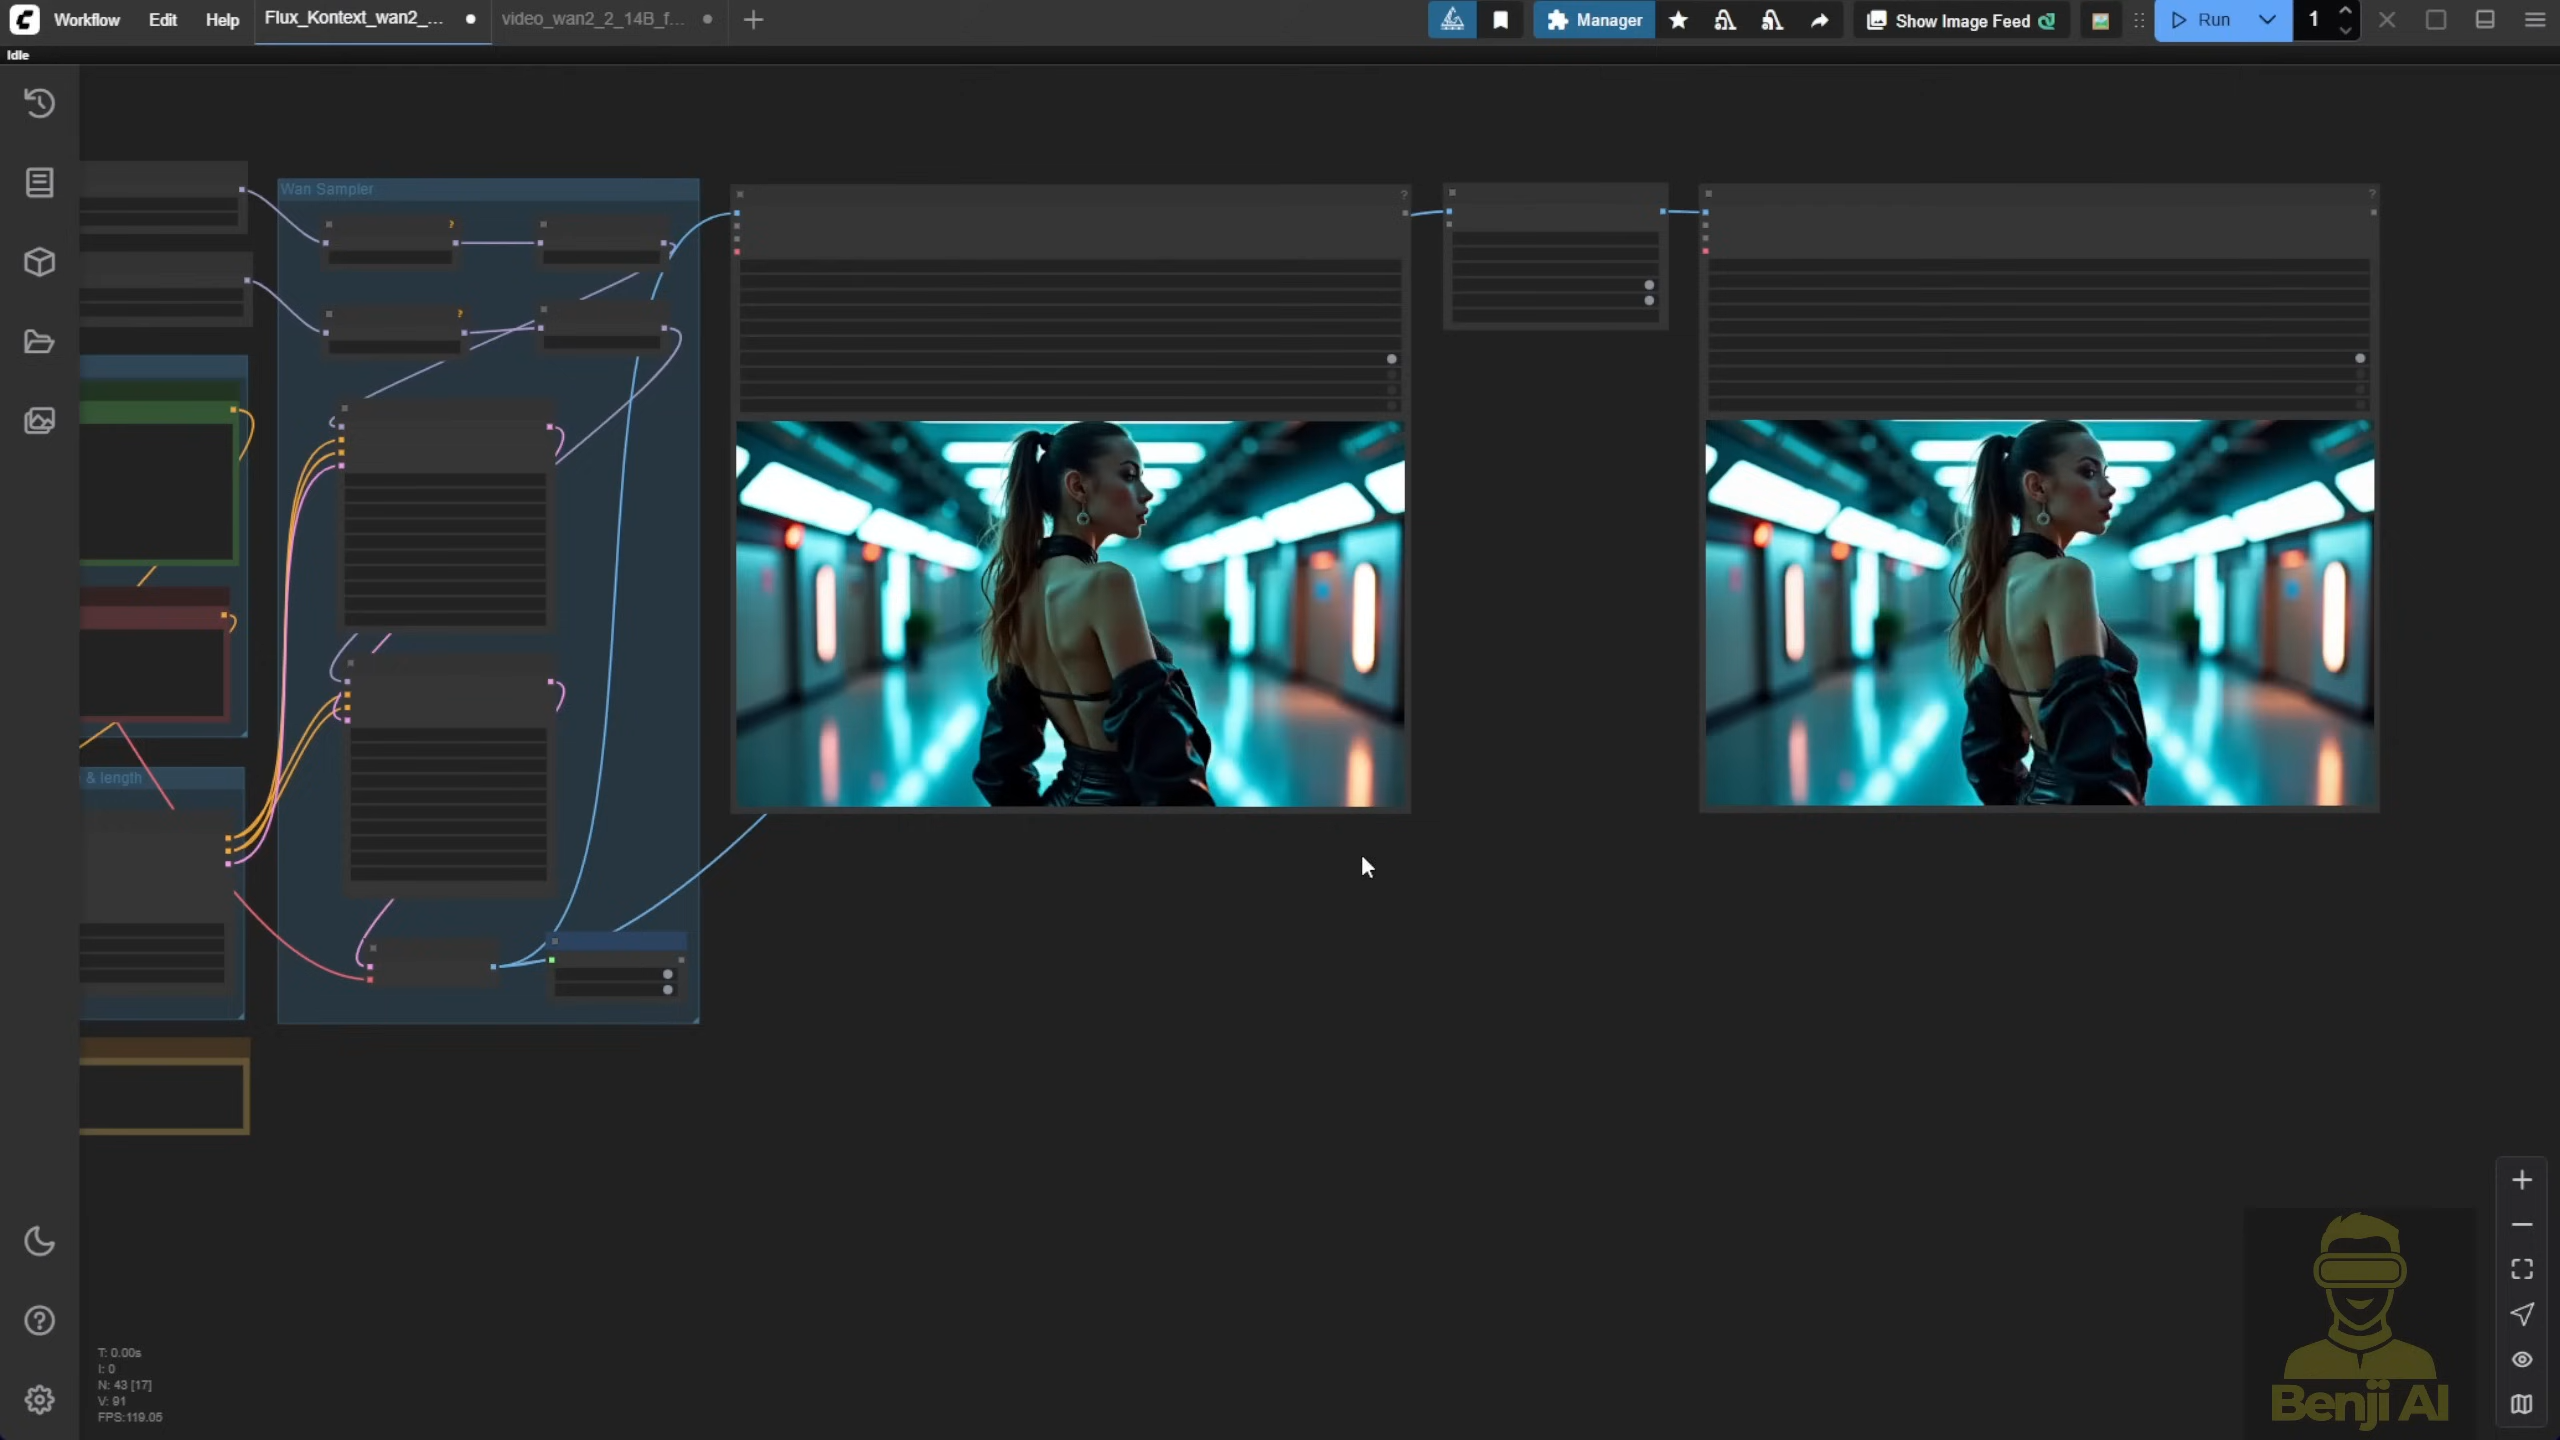 Workflow Edit Help Flux_Kontext_wan2_... video_wan2_2_14B_f... Manager Show Image Feed Run 1
Idle
Wan Sampler
? ?
?
?
& length
T: 0.00s
I: 0
N: 43 [17]
V: 91
FPS:119.05
Benji AI